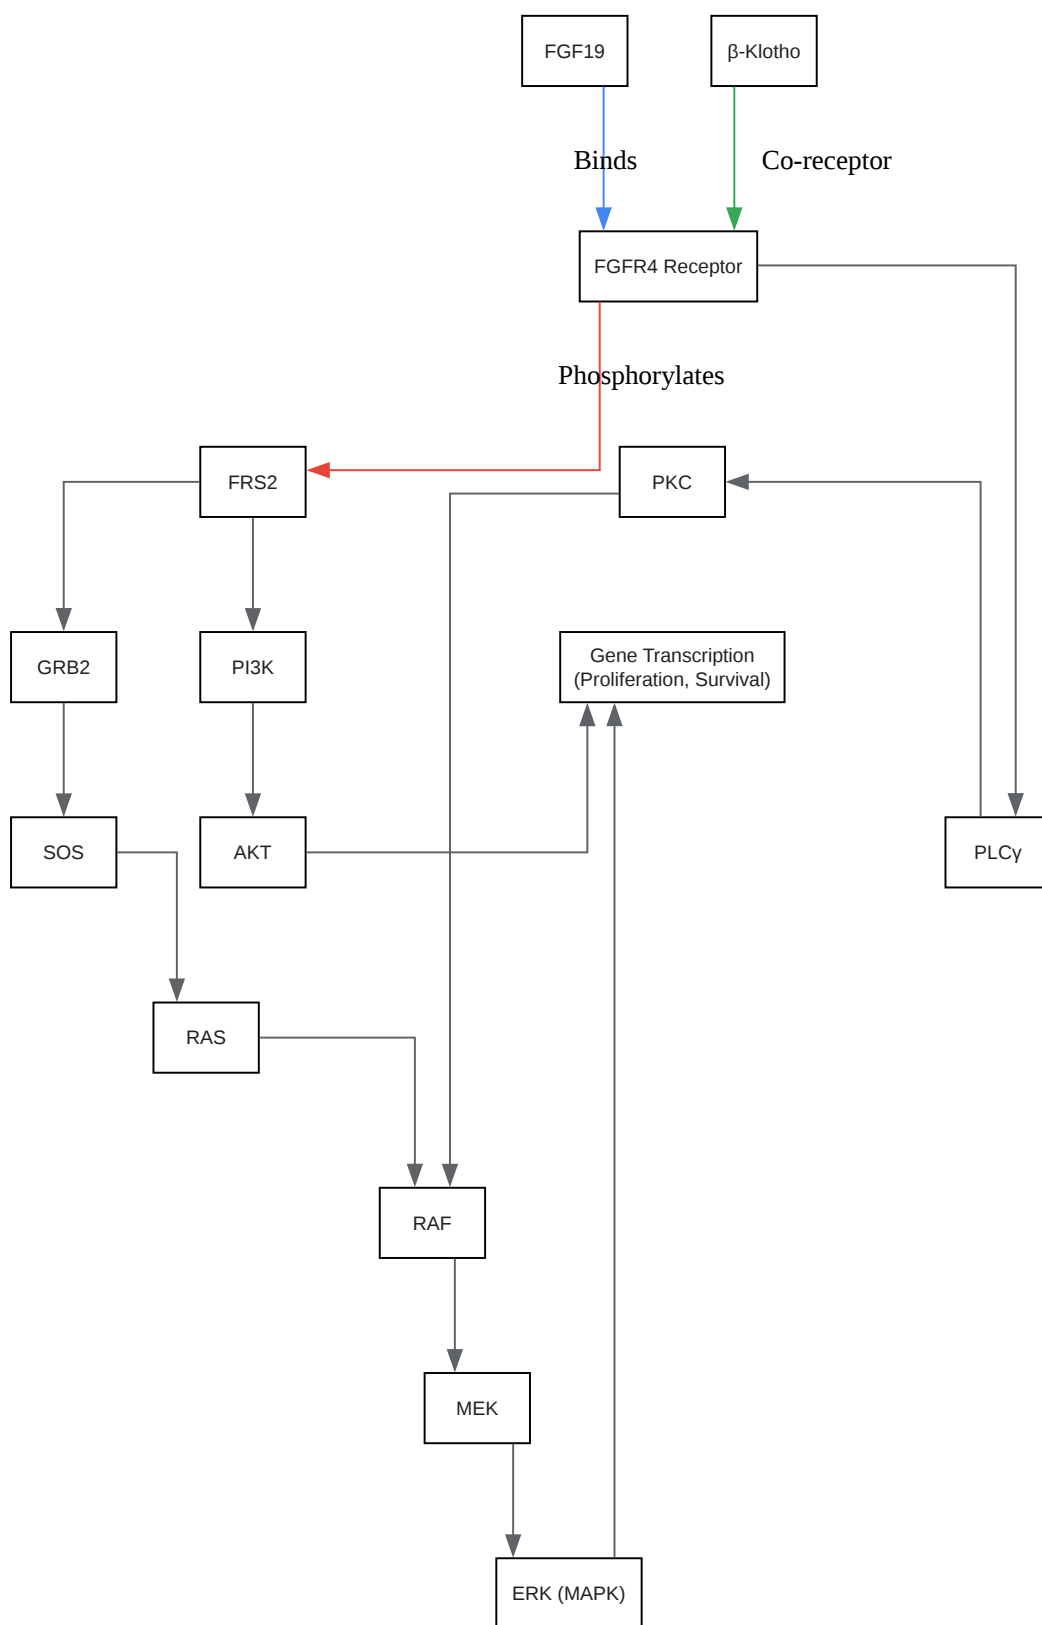 FGF19
β-Klotho
Binds
Co-receptor
FGFR4 Receptor
Phosphorylates
FRS2
PKC
GRB2
PI3K
Gene Transcription
(Proliferation, Survival)
SOS
AKT
PLCγ
RAS
RAF
MEK
ERK (MAPK)